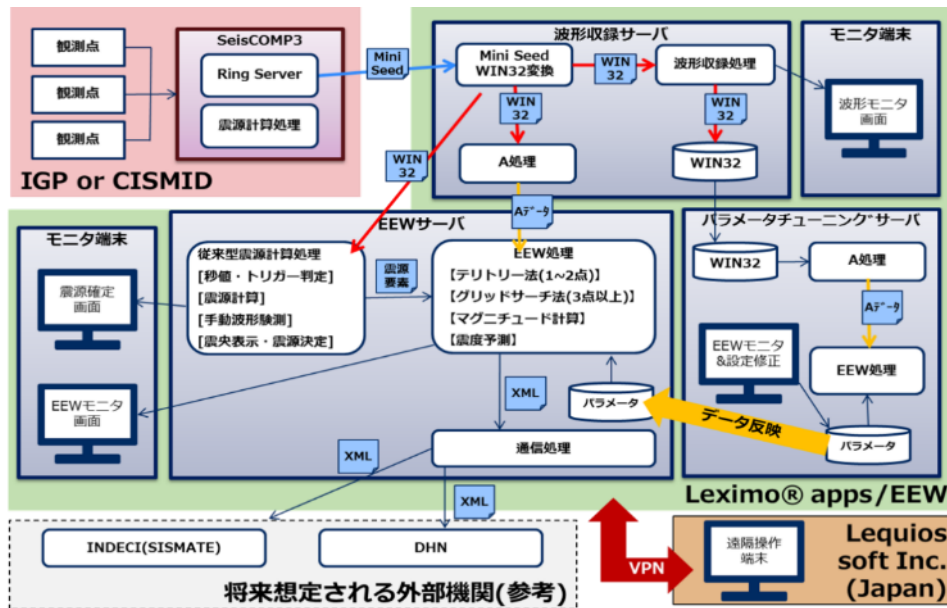 観測点
観測点
観測点
SeisCOMP3
Ring Server
震源計算処理
IGP or CISMID
Mini
Seed
波形収録サーバ
Mini Seed
WIN32変換
WIN
32
波形収録処理
WIN
32
WIN
32
A処理
WIN32
WIN
32
Aデータ
モニタ端末
波形モニタ
画面
モニタ端末
震源確定
画面
EEWモニタ
画面
EEWサーバ
従来型震源計算処理
[移値・トリガー判定]
[震源計算]
[手動波形験測]
[震央表示・震源決定]
震源
要素
EEW処理
【テリトリー法(1~2点)】
【グリッドサーチ法(3点以上)】
【マグニチュード計算】
【震度予測】
XML
パラメータ
通信処理
XML
XML
パラメータチューニング*サーバ
WIN32
A処理
Aデータ
EEWモニタ
&設定修正
EEW処理
データ反映
パラメータ
Leximo® apps/EEW
INDECI(SISMATE)
DHN
将来想定される外部機関(参考)
VPN
遠隔操作
端末
Lequios
soft Inc.
(Japan)